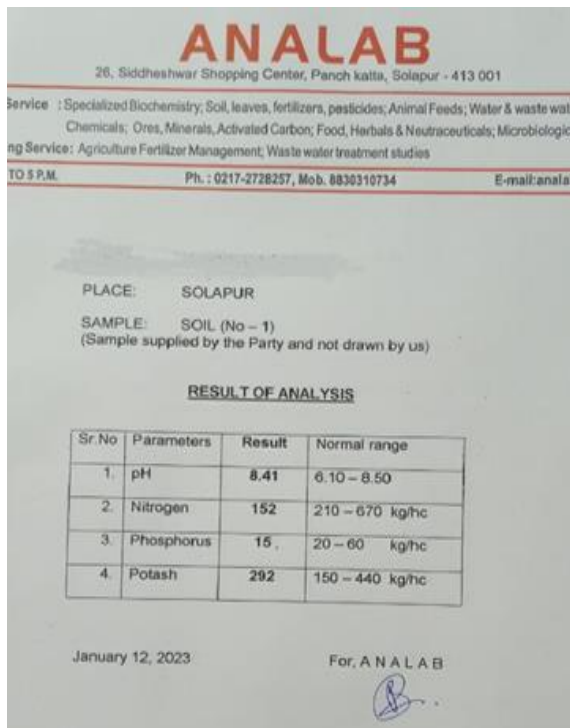 ANALAB
26, Siddheshwar Shopping Center, Panch katta, Solapur - 413 001
Service : Specialized Biochemistry; Soil, leaves, fertilizers, pesticides; Animal Feeds; Water & waste wat
Chemicals; Ores, Minerals, Activated Carbon; Food, Herbals & Neutraceuticals; Microbiologic
ng Service: Agriculture Fertilizer Management; Waste water treatment studies
TO 5 P.M. Ph. : 0217-2728257, Mob. 8830310734 E-mail:anala
PLACE: SOLAPUR
SAMPLE: SOIL (No – 1)
(Sample supplied by the Party and not drawn by us)
RESULT OF ANALYSIS
Sr.No Parameters Result Normal range
1. pH 8.41 6.10 – 8.50
2. Nitrogen 152 210 – 670 kg/hc
3. Phosphorus 15 . 20 – 60 kg/hc
4. Potash 292 150 – 440 kg/hc
January 12, 2023 For, A N A L A B